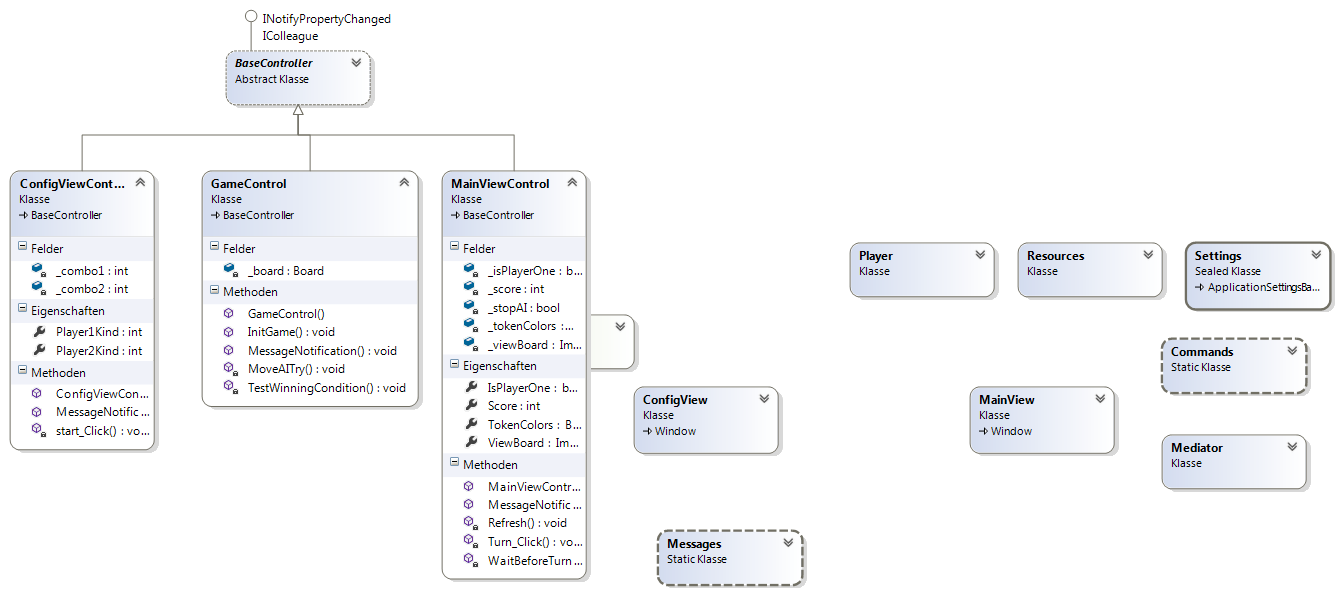 INotifyPropertyChanged
IColleague
BaseController
Abstract Klasse
ConfigViewCont...
Klasse
BaseController
Felder
_combo1 : int
_combo2 : int
Eigenschaften
Player1Kind : int
Player2Kind : int
Methoden
ConfigViewCon...
MessageNotific ...
start_Click() : vo...
GameControl
Klasse
BaseController
Felder
_board : Board
Methoden
GameControl()
InitGame() : void
MessageNotification() : void
MoveAITry() : void
TestWinningCondition() : void
MainViewControl
Klasse
BaseController
Felder
_isPlayerOne : b...
_score : int
_stopAI : bool
_tokenColors :...
_viewBoard : Im...
Eigenschaften
IsPlayerOne : b...
Score : int
TokenColors : B...
ViewBoard : Im...
Methoden
MainViewContr...
MessageNotific ...
Refresh() : void
Turn_Click() : vo...
WaitBeforeTurn ...
ConfigView
Klasse
Window
Messages
Static Klasse
Player
Klasse
Resources
Klasse
Settings
Sealed Klasse
ApplicationSettingsBa...
Commands
Static Klasse
MainView
Klasse
Window
Mediator
Klasse